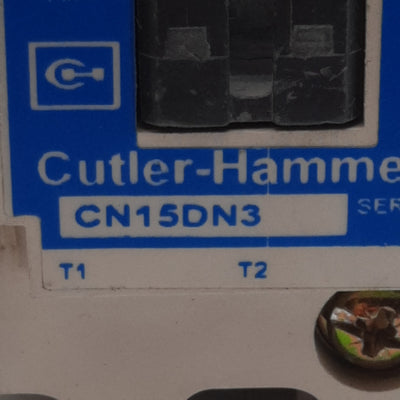 Cutler-Hamme
CN15DN3
SER
T1 T2